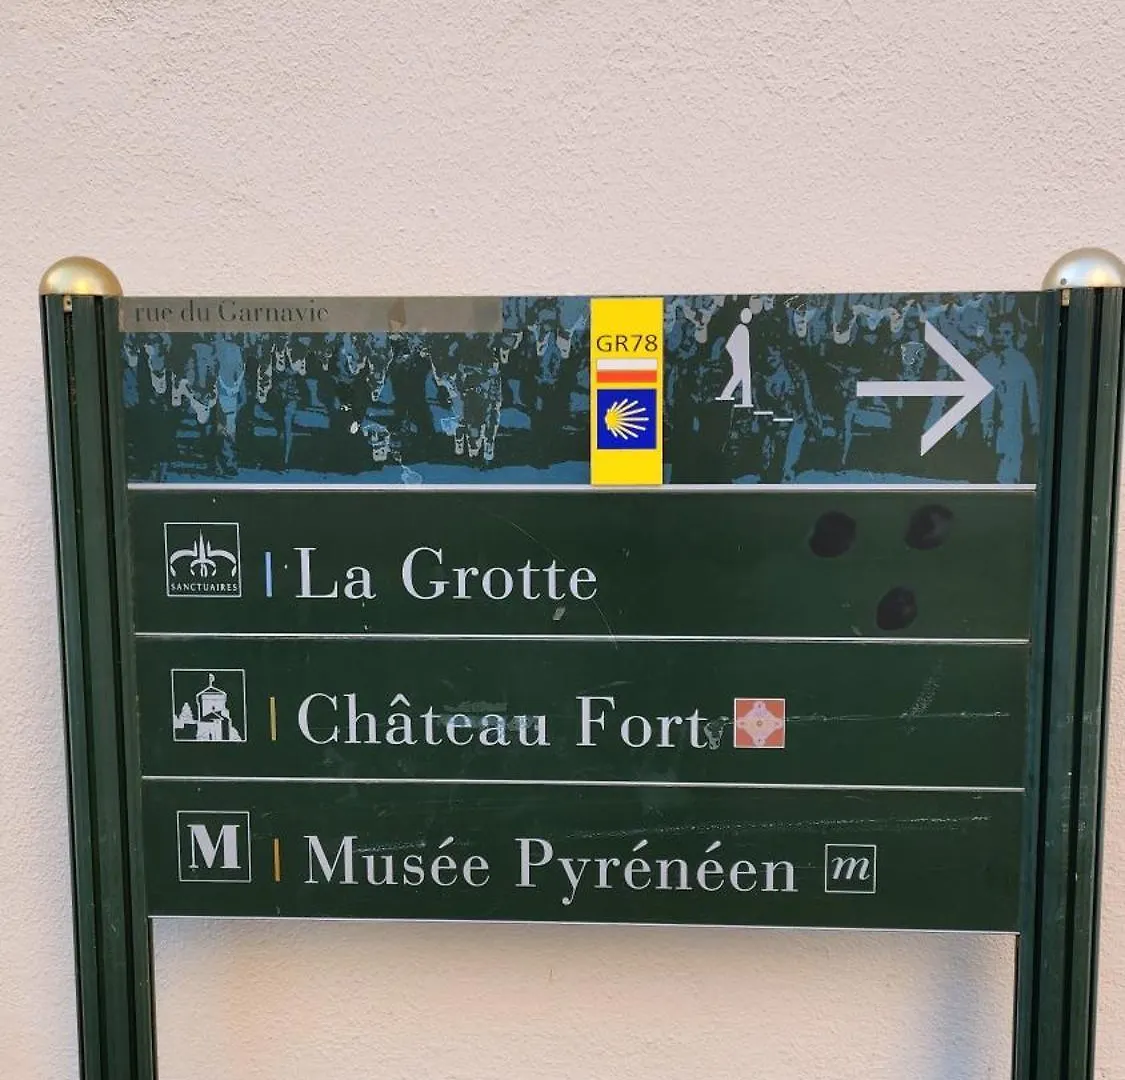 rue du Garnavie
GR78
SANCTUAIRES
La Grotte
Château Fort
M
Musée Pyrénéen
m